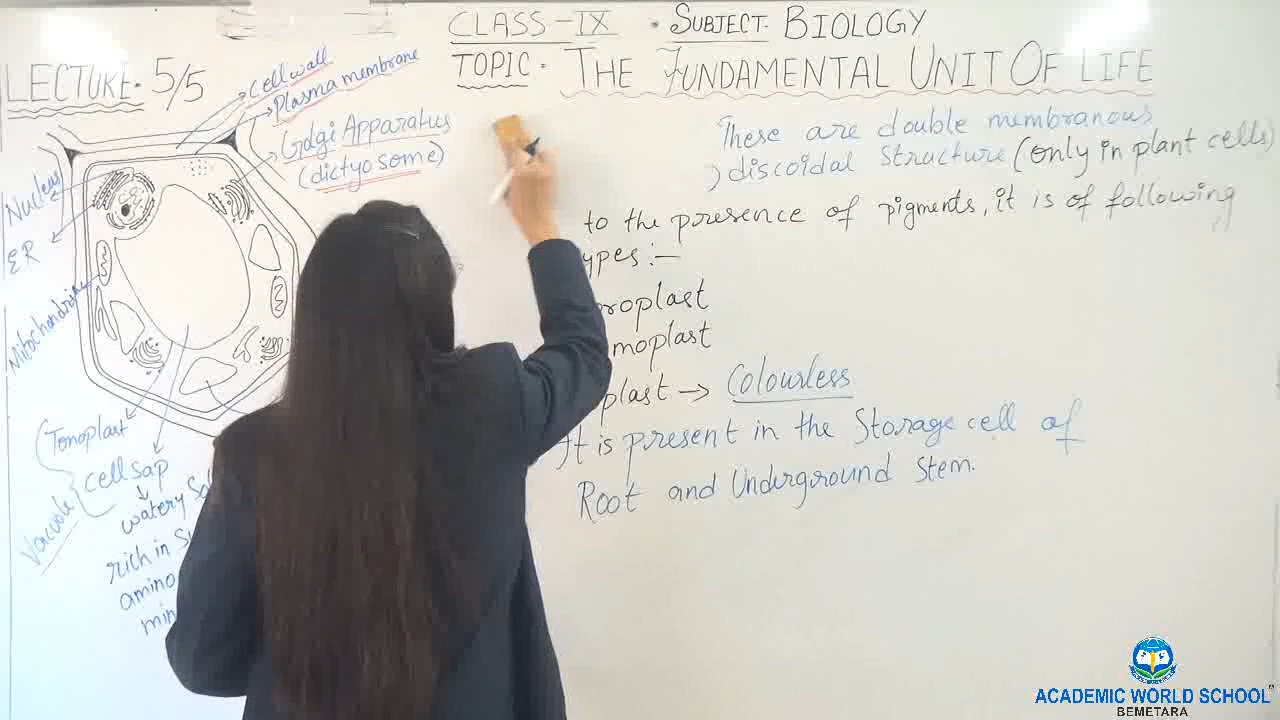 CLASS-IX • SUBJECT. BIOLOGY
TOPIC. THE FUNDAMENTAL UNIT OF LIFE
LECTURE. 5/5
Cell wall
Plasma membrane
Golgi Apparatus
(dictyosome)
Nucleus
ER
Mitochondria
Tonoplast
cell Sap
Vacuole
watery
rich in
amino
These are double membranous
discoidal Structure (only in plant cells)
to the presence of pigments, it is of following
ypes :-
roplast
moplast
plast → Colourless
It is present in the Storage cell of
Root and Underground Stem.
ACADEMIC WORLD SCHOOL
BEMETARA